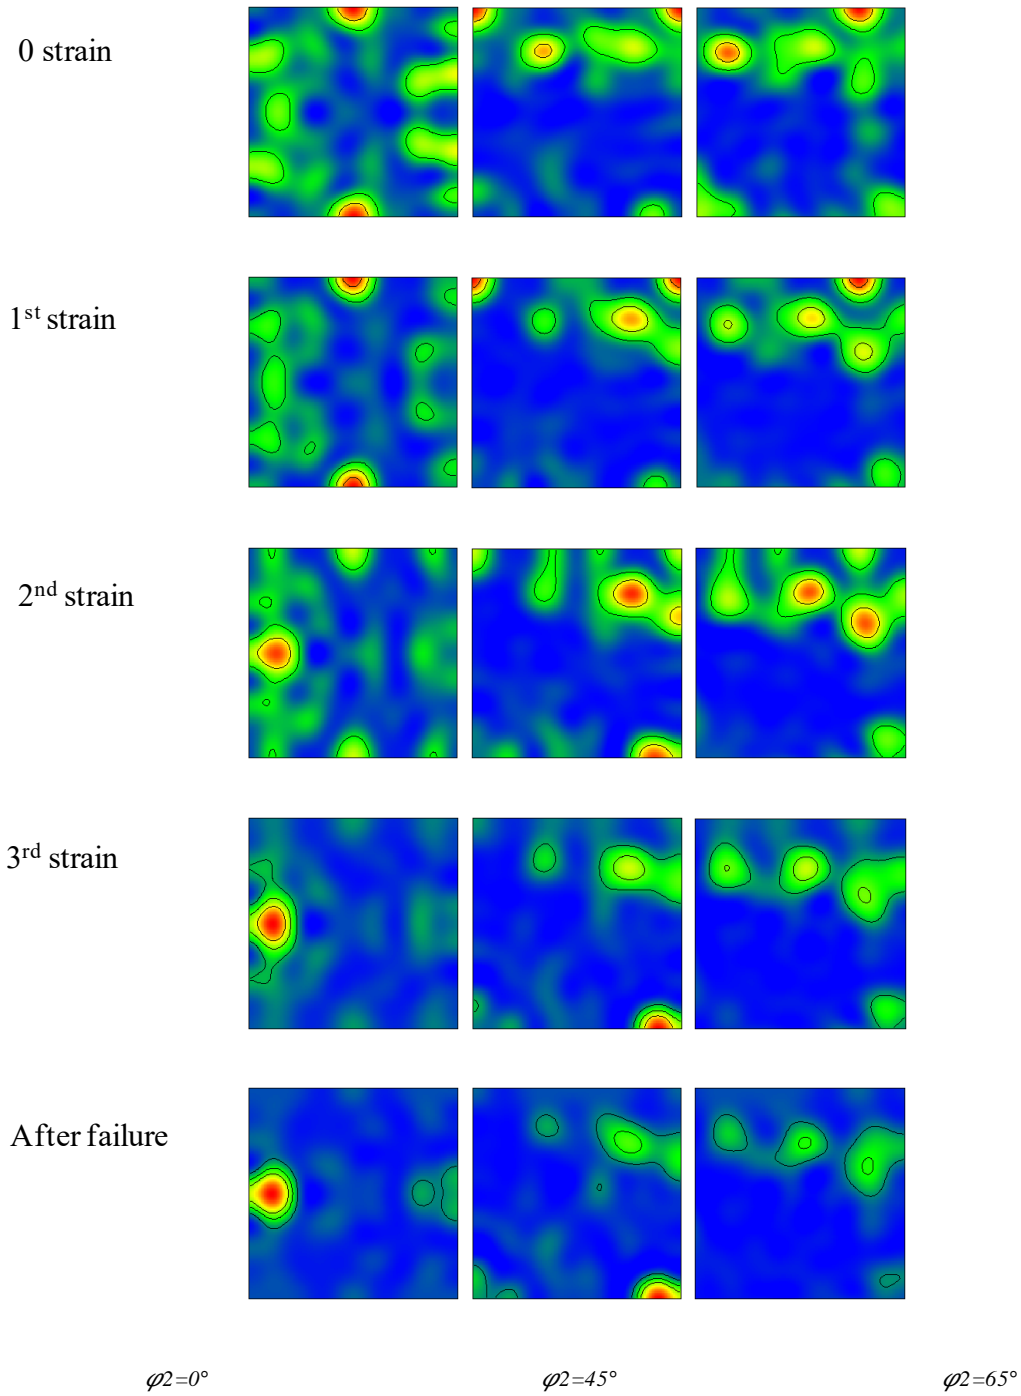 0 strain
1st strain
2nd strain
3rd strain
After failure
φ2=0° φ2=45° φ2=65°